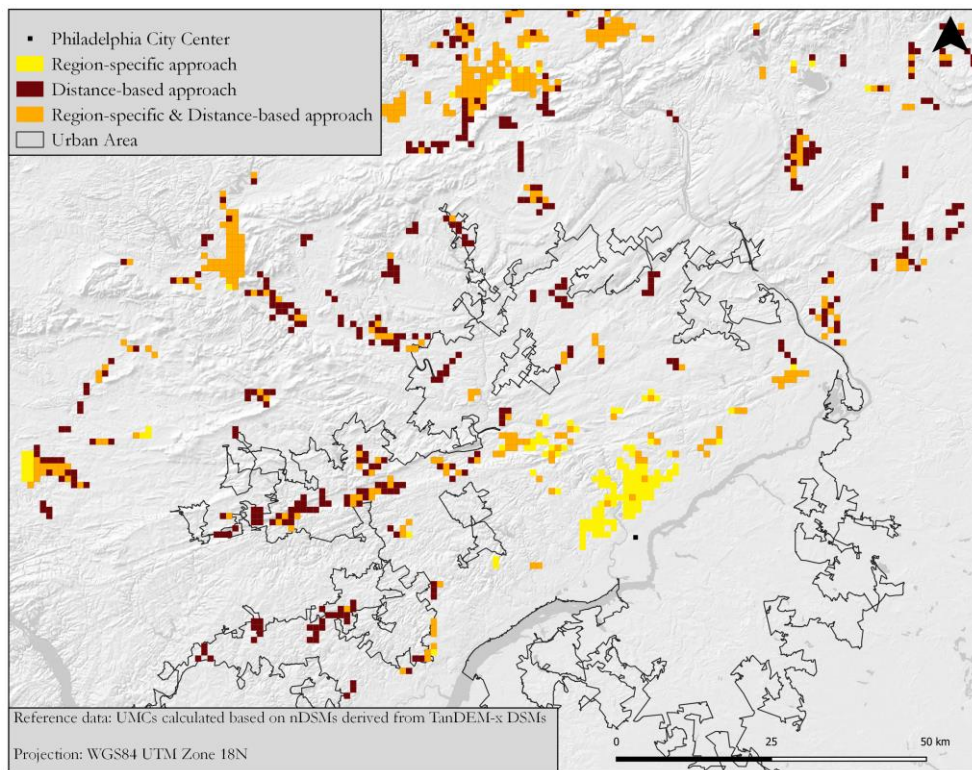 Philadelphia City Center
Region-specific approach
Distance-based approach
Region-specific & Distance-based approach
Urban Area
Reference data: UMCs calculated based on nDSMs derived from TanDEM-x DSMs
Projection: WGS84 UTM Zone 18N
0 25 50 km